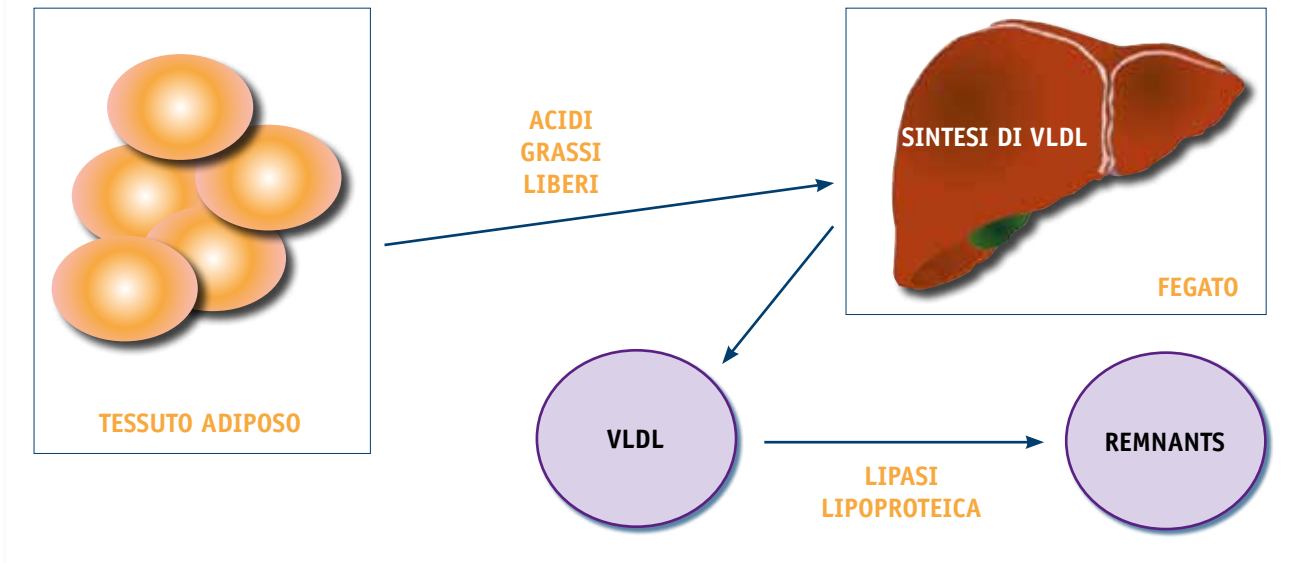 ACIDI
GRASSI
LIBERI
SINTESI DI VLDL
FEGATO
TESSUTO ADIPOSO
VLDL
LIPASI
LIPOPROTEICA
REMNANTS